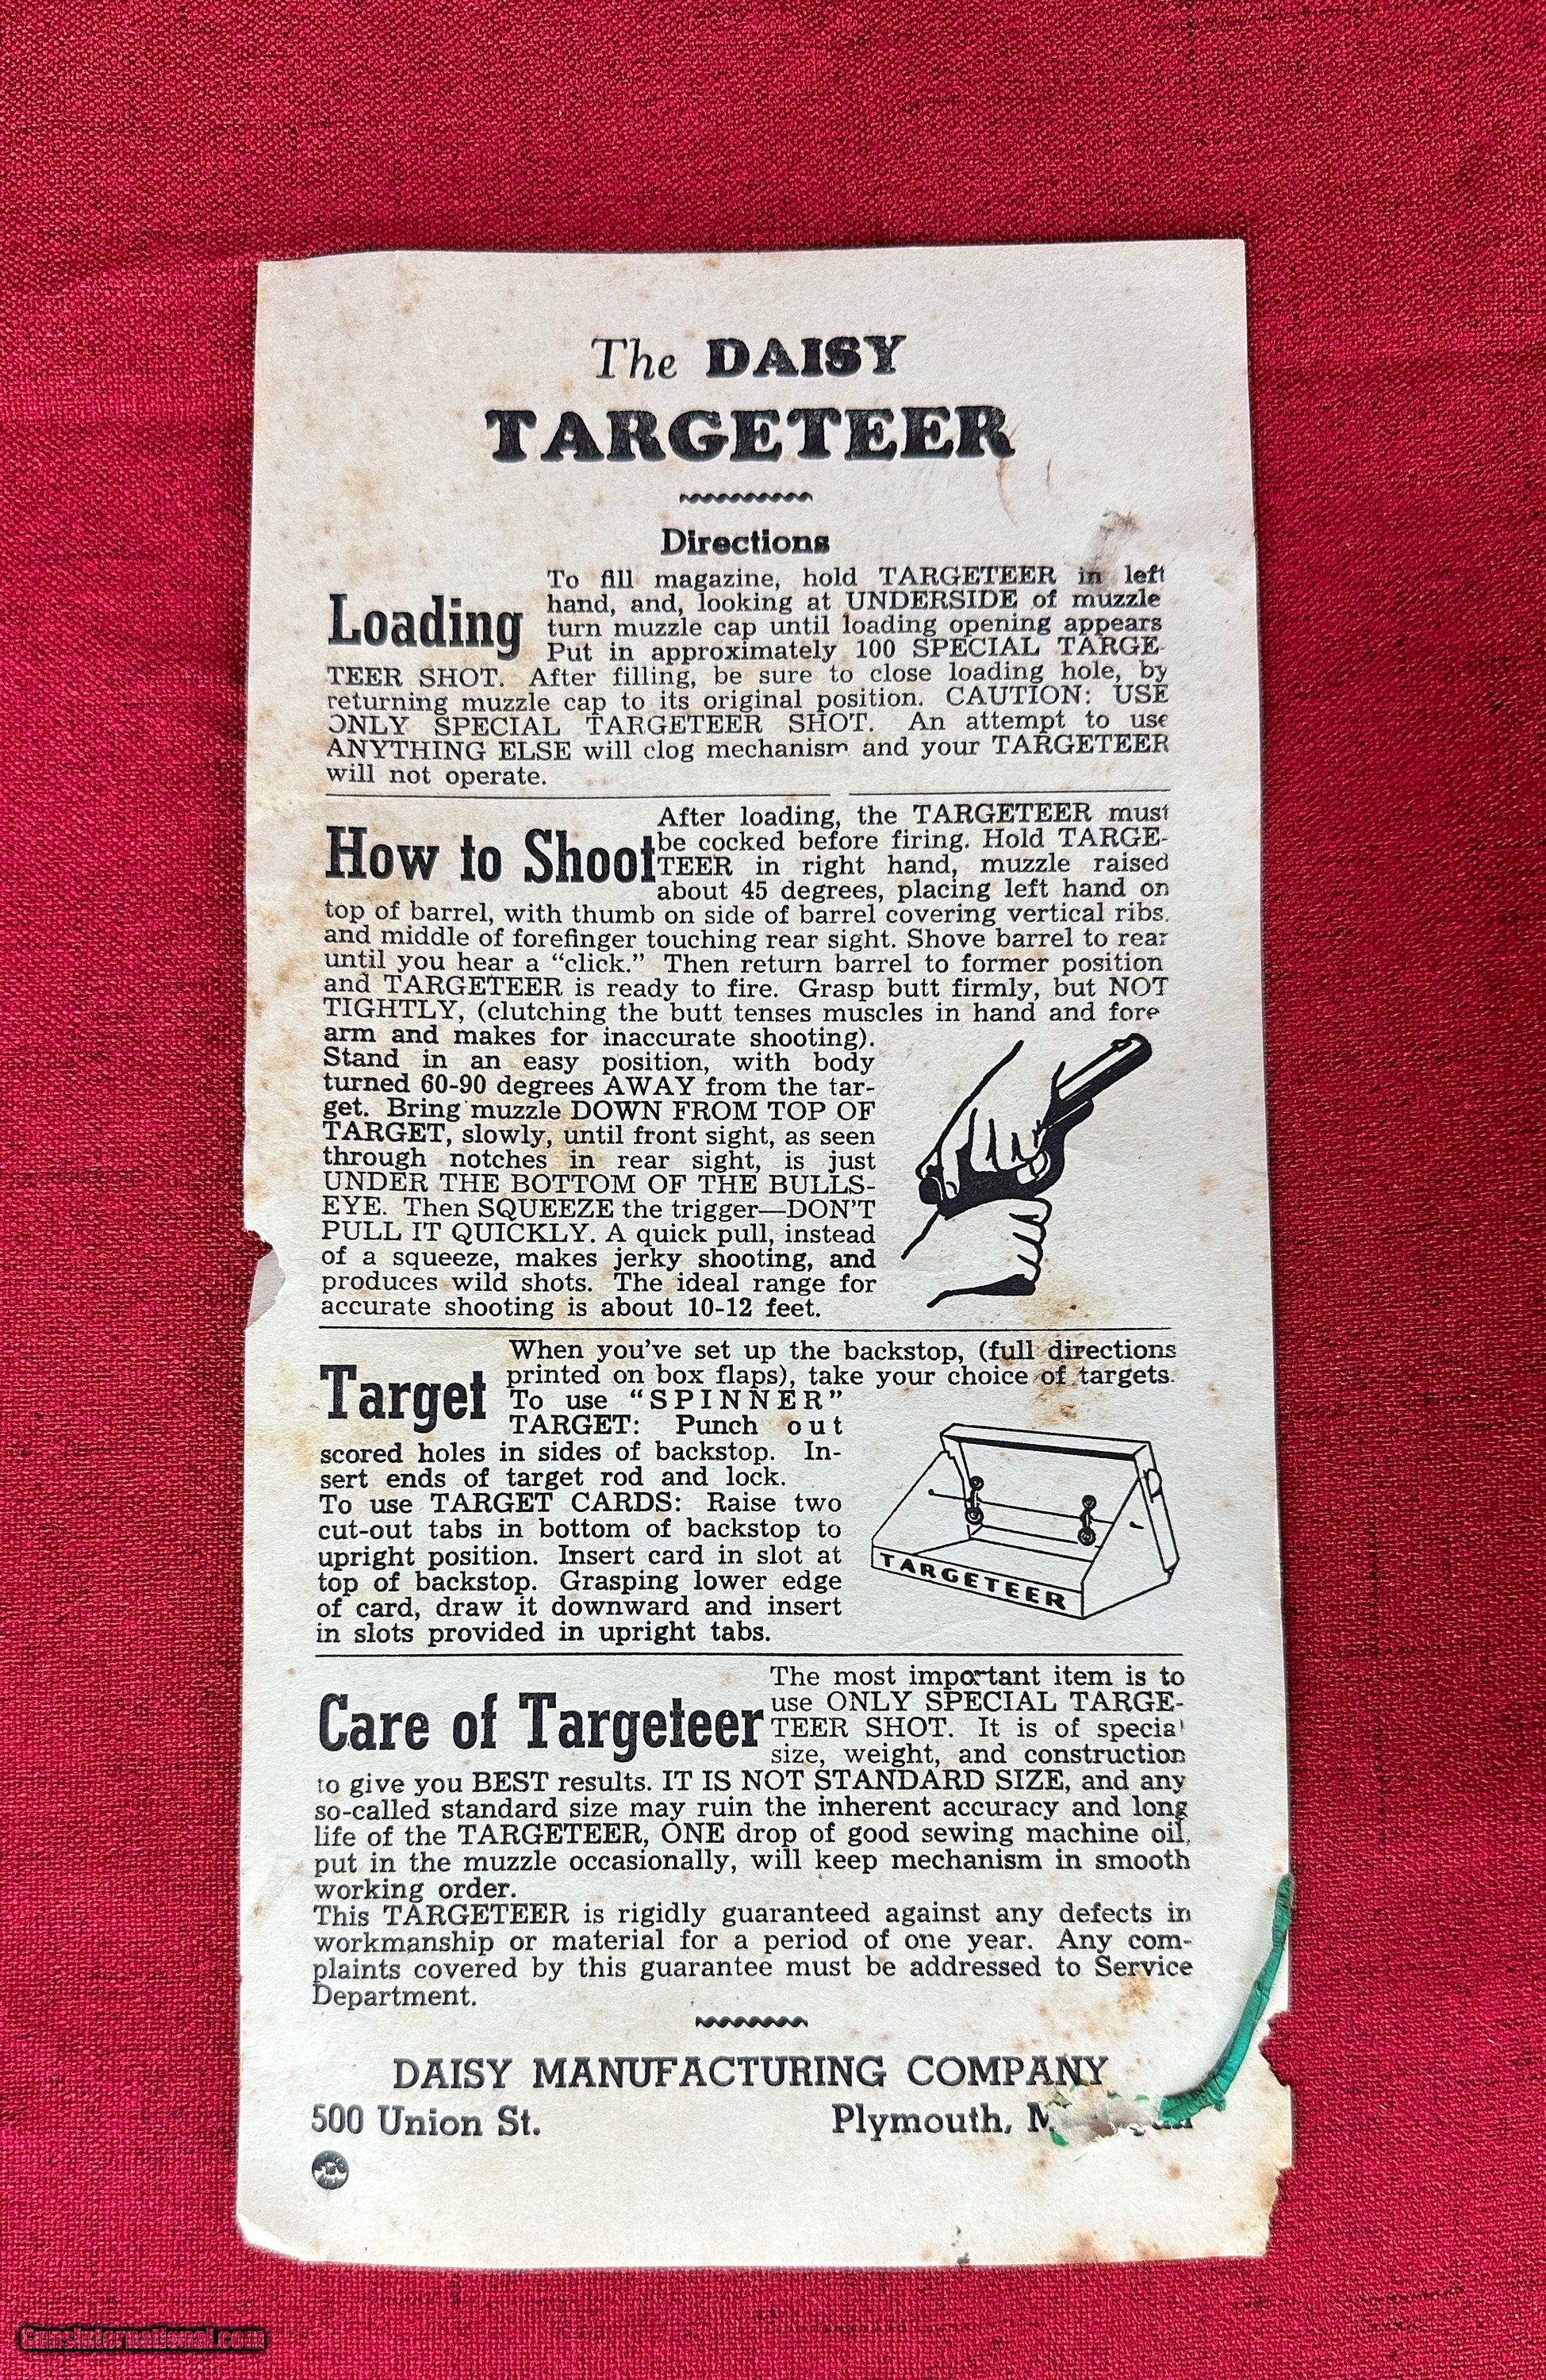 The DAISY
TARGETEER
Directions
Loading
To fill magazine, hold TARGETEER in left
hand, and, looking at UNDERSIDE of muzzle
turn muzzle cap until loading opening appears
Put in approximately 100 SPECIAL TARGE-
TEER SHOT. After filling, be sure to close loading hole, by
returning muzzle cap to its original position. CAUTION: USE
ONLY SPECIAL TARGETEER SHOT. An attempt to use
ANYTHING ELSE will clog mechanism and your TARGETEER
will not operate.
How to Shoot
After loading, the TARGETEER must
be cocked before firing. Hold TARGE-
TEER in right hand, muzzle raised
about 45 degrees, placing left hand on
top of barrel, with thumb on side of barrel covering vertical ribs.
and middle of forefinger touching rear sight. Shove barrel to rear
until you hear a “click.” Then return barrel to former position
and TARGETEER is ready to fire. Grasp butt firmly, but NOT
TIGHTLY, (clutching the butt tenses muscles in hand and fore
arm and makes for inaccurate shooting).
Stand in an easy position, with body
turned 60-90 degrees AWAY from the tar-
get. Bring muzzle DOWN FROM TOP OF
TARGET, slowly, until front sight, as seen
through notches in rear sight, is just
UNDER THE BOTTOM OF THE BULLS-
EYE. Then SQUEEZE the trigger—DON'T
PULL IT QUICKLY. A quick pull, instead
of a squeeze, makes jerky shooting, and
produces wild shots. The ideal range for
accurate shooting is about 10-12 feet.
Target
When you've set up the backstop, (full directions
printed on box flaps), take your choice of targets.
To use “SPINNER”
TARGET: Punch out
scored holes in sides of backstop. In-
sert ends of target rod and lock.
To use TARGET CARDS: Raise two
cut-out tabs in bottom of backstop to
upright position. Insert card in slot at
top of backstop. Grasping lower edge
of card, draw it downward and insert
in slots provided in upright tabs.
TARGETEER
Care of Targeteer
The most important item is to
use ONLY SPECIAL TARGE-
TEER SHOT. It is of special
size, weight, and construction
to give you BEST results. IT IS NOT STANDARD SIZE, and any
so-called standard size may ruin the inherent accuracy and long
life of the TARGETEER, ONE drop of good sewing machine oil,
put in the muzzle occasionally, will keep mechanism in smooth
working order.
This TARGETEER is rigidly guaranteed against any defects in
workmanship or material for a period of one year. Any com-
plaints covered by this guarantee must be addressed to Service
Department.
DAISY MANUFACTURING COMPANY
500 Union St. Plymouth,
GunsInternational.com